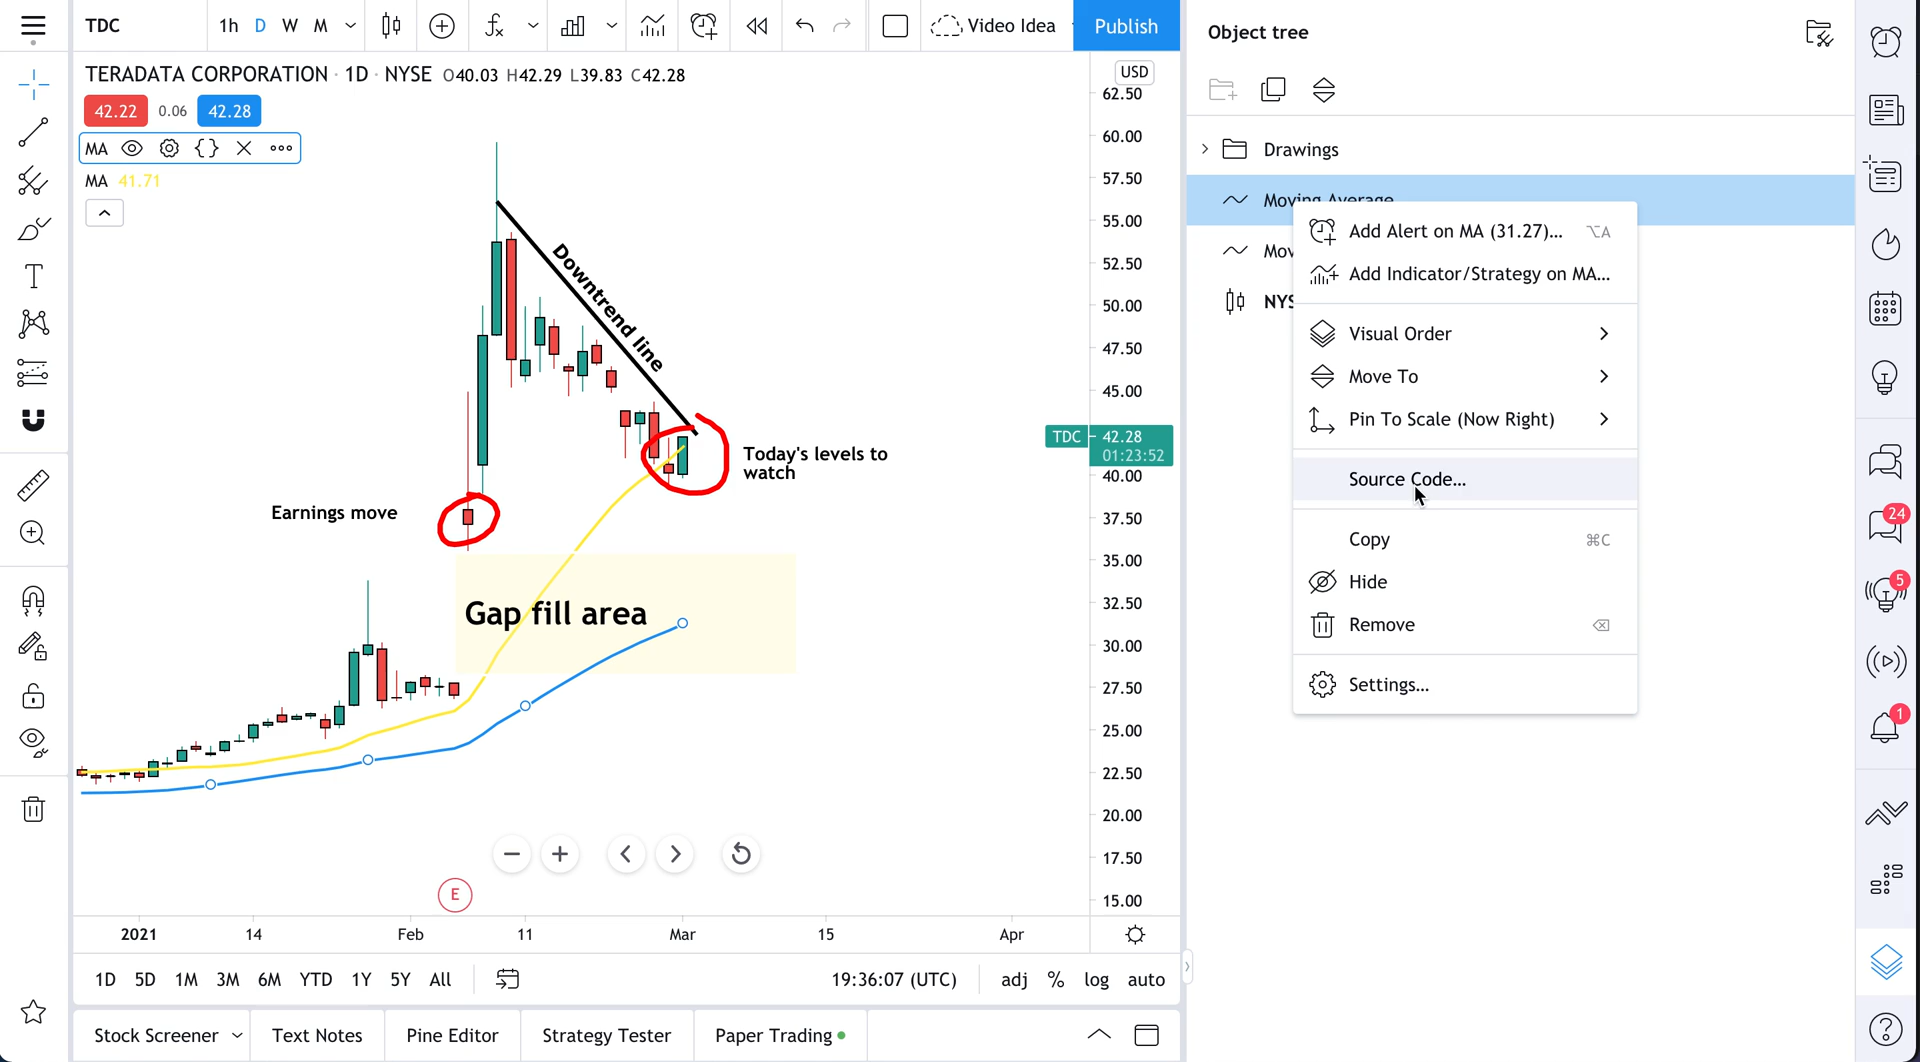 TDC
1h D W M
Video Idea
Publish
Object tree
TERADATA CORPORATION · 1D · NYSE O40.03 H42.29 L39.83 C42.28
USD
42.22 0.06 42.28
MA
MA 41.71
62.50
60.00
57.50
55.00
52.50
50.00
47.50
45.00
TDC 42.28
01:23:52
40.00
37.50
35.00
32.50
30.00
27.50
25.00
22.50
20.00
17.50
15.00
Downtrend line
Today's levels to
watch
Earnings move
Gap fill area
E
2021 14 Feb 11 Mar 15 Apr
1D 5D 1M 3M 6M YTD 1Y 5Y All
19:36:07 (UTC)
adj % log auto
Stock Screener
Text Notes
Pine Editor
Strategy Tester
Paper Trading
Drawings
Moving Average
Mov
NYS
Add Alert on MA (31.27)... ⌥A
Add Indicator/Strategy on MA...
Visual Order
Move To
Pin To Scale (Now Right)
Source Code...
Copy ⌘C
Hide
Remove
Settings...
24
5
1